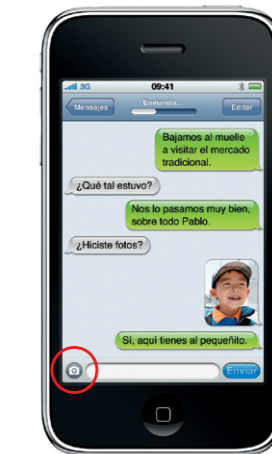 3G 09:41
Mensajes Enviando... Editar
Bajamos al muelle
a visitar el mercado
tradicional.
¿Qué tal estuvo?
Nos lo pasamos muy bien,
sobre todo Pablo.
¿Hiciste fotos?
Sí, aquí tienes al pequeñito.
Enviar